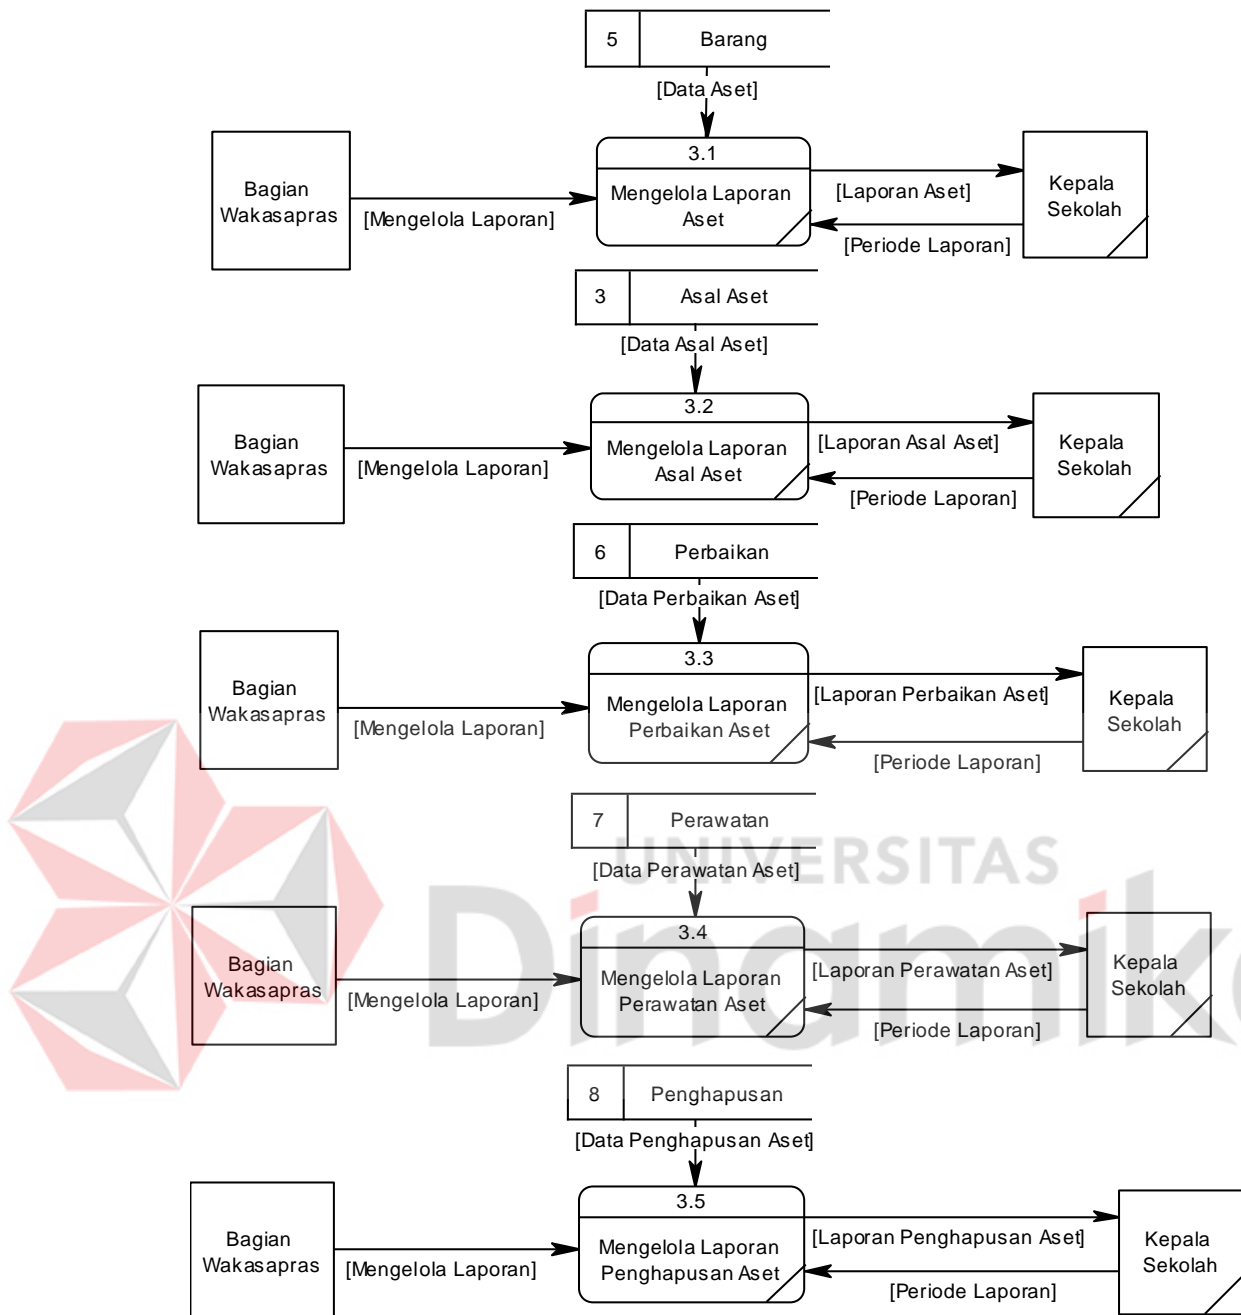 5 Barang
[Data Aset]
3.1
Bagian
Wakasapras
[Mengelola Laporan]
Mengelola Laporan
Aset
[Laporan Aset]
[Periode Laporan]
Kepala
Sekolah
3 Asal Aset
[Data Asal Aset]
3.2
Bagian
Wakasapras
[Mengelola Laporan]
Mengelola Laporan
Asal Aset
[Laporan Asal Aset]
[Periode Laporan]
Kepala
Sekolah
6 Perbaikan
[Data Perbaikan Aset]
3.3
Bagian
Wakasapras
[Mengelola Laporan]
Mengelola Laporan
Perbaikan Aset
[Laporan Perbaikan Aset]
[Periode Laporan]
Kepala
Sekolah
7 Perawatan
UNIVERSITAS
Dinamika
[Data Perawatan Aset]
3.4
Bagian
Wakasapras
[Mengelola Laporan]
Mengelola Laporan
Perawatan Aset
[Laporan Perawatan Aset]
[Periode Laporan]
Kepala
Sekolah
8 Penghapusan
[Data Penghapusan Aset]
3.5
Bagian
Wakasapras
[Mengelola Laporan]
Mengelola Laporan
Penghapusan Aset
[Laporan Penghapusan Aset]
[Periode Laporan]
Kepala
Sekolah